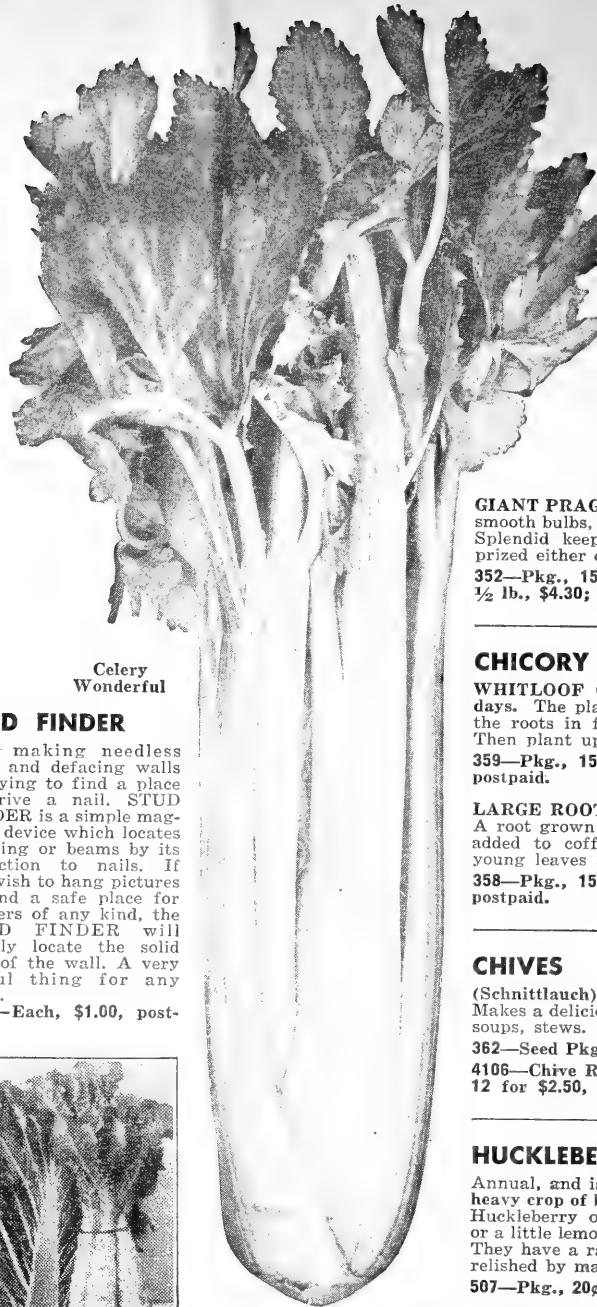 Celery
Wonderful
D FINDER
making needless
and defacing walls
ying to find a place
rive a nail. STUD
DER is a simple mag-
device which locates
ing or beams by its
ction to nails. If
wish to hang pictures
nd a safe place for
ers of any kind, the
D FINDER will
ly locate the solid
of the wall. A very
ul thing for any
—Each, $1.00, post-
GIANT PRAG
smooth bulbs,
Splendid keep
prized either
352—Pkg., 15
½ lb., $4.30;
CHICORY
WHITLOOF
days. The pla
the roots in f
Then plant up
359—Pkg., 15
postpaid.
LARGE ROOT
A root grown
added to coff
young leaves
358—Pkg., 15
postpaid.
CHIVES
(Schnittlauch)
Makes a delici
soups, stews.
362—Seed Pkg
4106—Chive R
12 for $2.50,
HUCKLEBE
Annual, and i
heavy crop of
Huckleberry o
or a little lemo
They have a ra
relished by ma
507—Pkg., 20¢